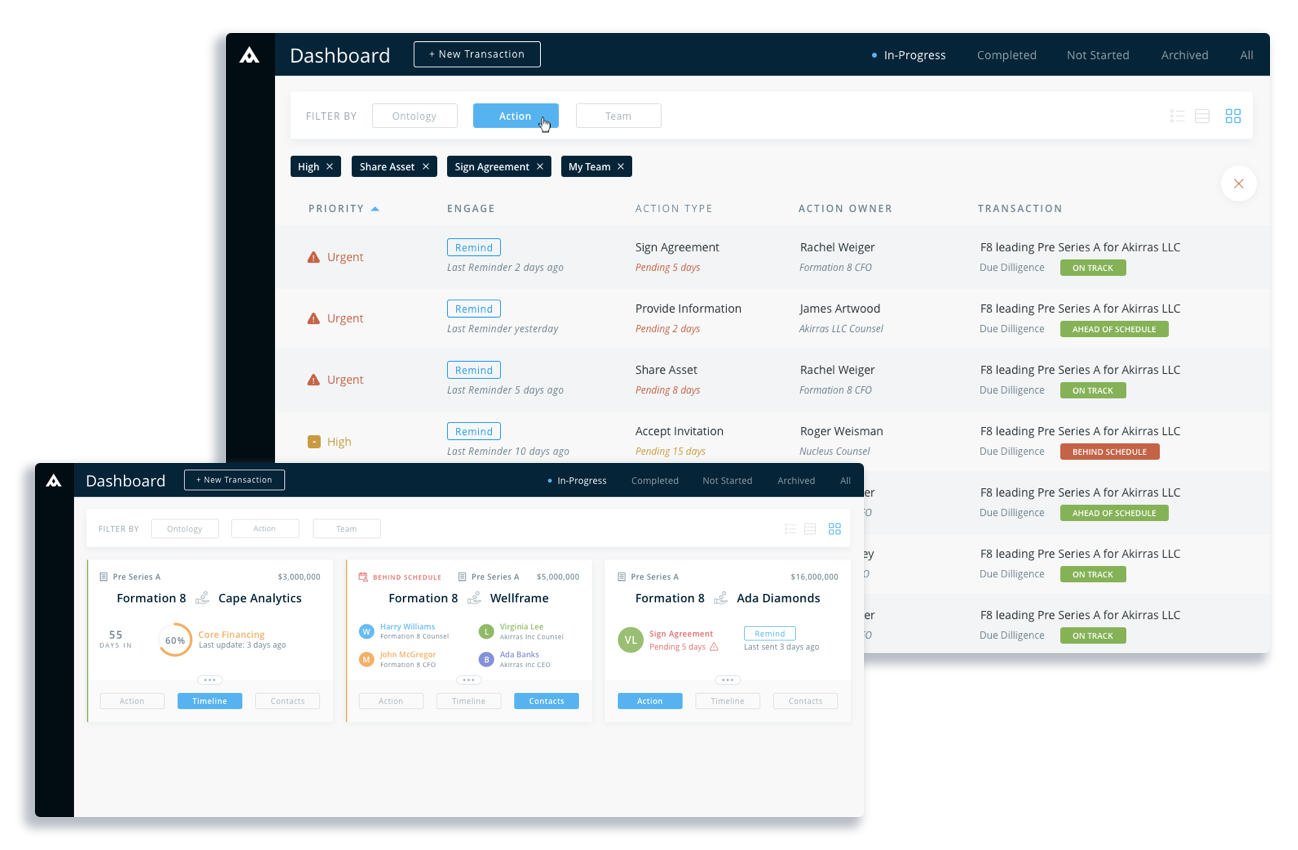 Dashboard
+ New Transaction
In-Progress
Completed
Not Started
Archived
All
FILTER BY
Ontology
Action
Team
High ×
Share Asset ×
Sign Agreement ×
My Team ×
PRIORITY ENGAGE ACTION TYPE ACTION OWNER TRANSACTION
Urgent
Remind
Last Reminder 2 days ago
Sign Agreement
Pending 5 days
Rachel Weiger
Formation 8 CFO
F8 leading Pre Series A for Akirras LLC
Due Dilligence ON TRACK
Urgent
Remind
Last Reminder yesterday
Provide Information
Pending 2 days
James Artwood
Akirras LLC Counsel
F8 leading Pre Series A for Akirras LLC
Due Dilligence AHEAD OF SCHEDULE
Urgent
Remind
Last Reminder 5 days ago
Share Asset
Pending 8 days
Rachel Weiger
Formation 8 CFO
F8 leading Pre Series A for Akirras LLC
Due Dilligence ON TRACK
High
Remind
Last Reminder 10 days ago
Accept Invitation
Pending 15 days
Roger Weisman
Nucleus Counsel
F8 leading Pre Series A for Akirras LLC
Due Dilligence BEHIND SCHEDULE
F8 leading Pre Series A for Akirras LLC
Due Dilligence AHEAD OF SCHEDULE
F8 leading Pre Series A for Akirras LLC
Due Dilligence ON TRACK
F8 leading Pre Series A for Akirras LLC
Due Dilligence ON TRACK
Dashboard
+ New Transaction
In-Progress
Completed
Not Started
Archived
All
FILTER BY
Ontology
Action
Team
Pre Series A $3,000,000
Formation 8 Cape Analytics
55
DAYS IN
60%
Core Financing
Last update: 3 days ago
Action
Timeline
Contacts
BEHIND SCHEDULE Pre Series A $5,000,000
Formation 8 Wellframe
W
Harry Williams
Formation 8 Counsel
L
Virginia Lee
Akirras Inc Counsel
M
John McGregor
Formation 8 CFO
B
Ada Banks
Akirras Inc CEO
Action
Timeline
Contacts
Pre Series A $16,000,000
Formation 8 Ada Diamonds
VL
Sign Agreement
Pending 5 days
Remind
Last sent 3 days ago
Action
Timeline
Contacts